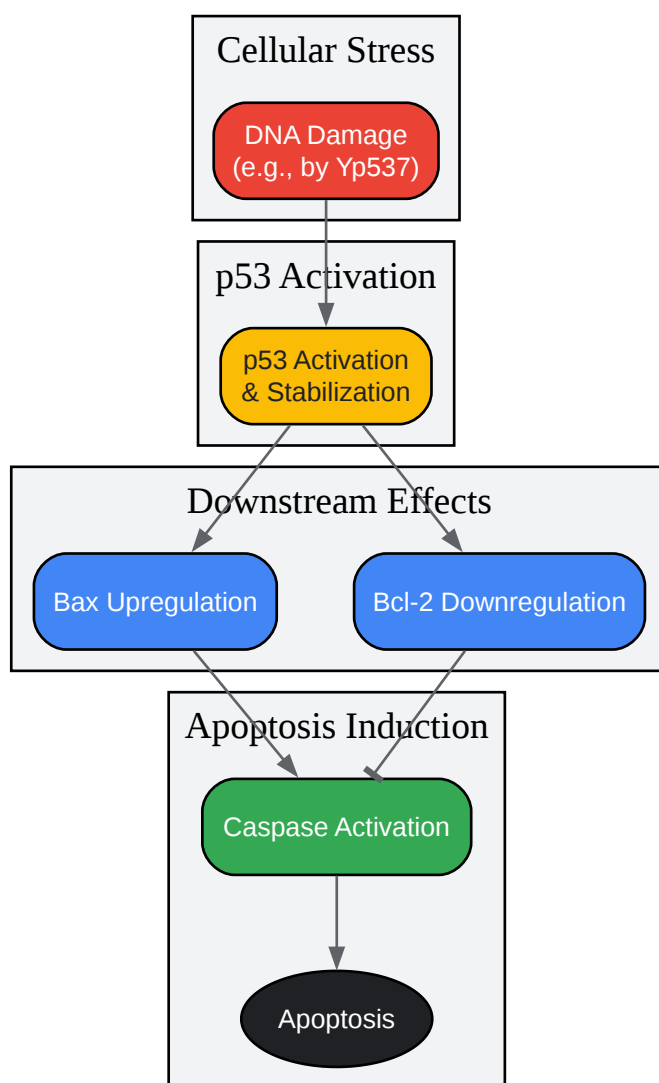 Cellular Stress
DNA Damage
(e.g., by Yp537)
p53 Activation
p53 Activation
& Stabilization
Downstream Effects
Bax Upregulation
Bcl-2 Downregulation
Apoptosis Induction
Caspase Activation
Apoptosis